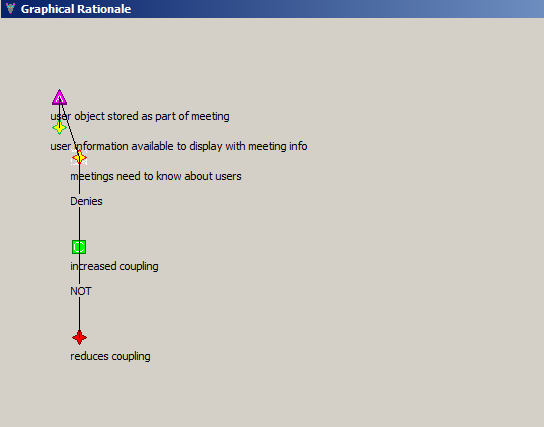 Graphical Rationale
user object stored as part of meeting
user information available to display with meeting info
meetings need to know about users
Denies
increased coupling
NOT
reduces coupling